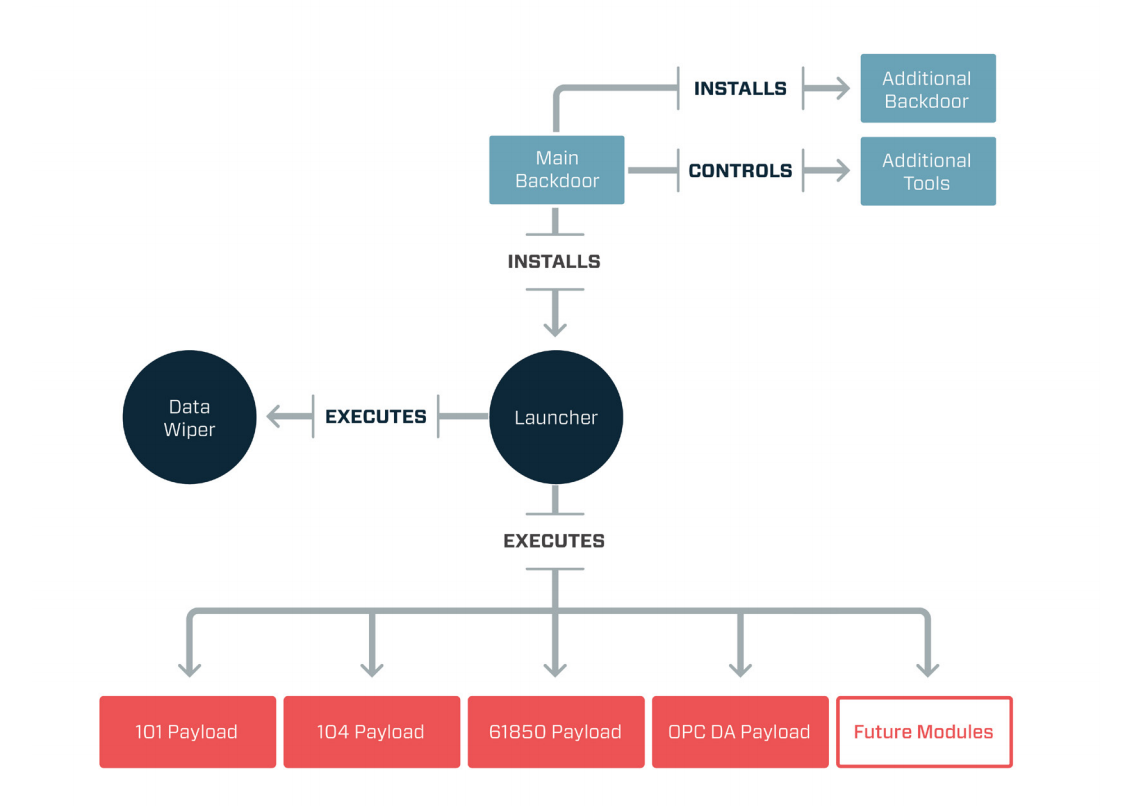 INSTALLS
Additional
Backdoor
Main
Backdoor
CONTROLS
Additional
Tools
INSTALLS
Data
Wiper
EXECUTES
Launcher
EXECUTES
101 Payload
104 Payload
61850 Payload
OPC DA Payload
Future Modules